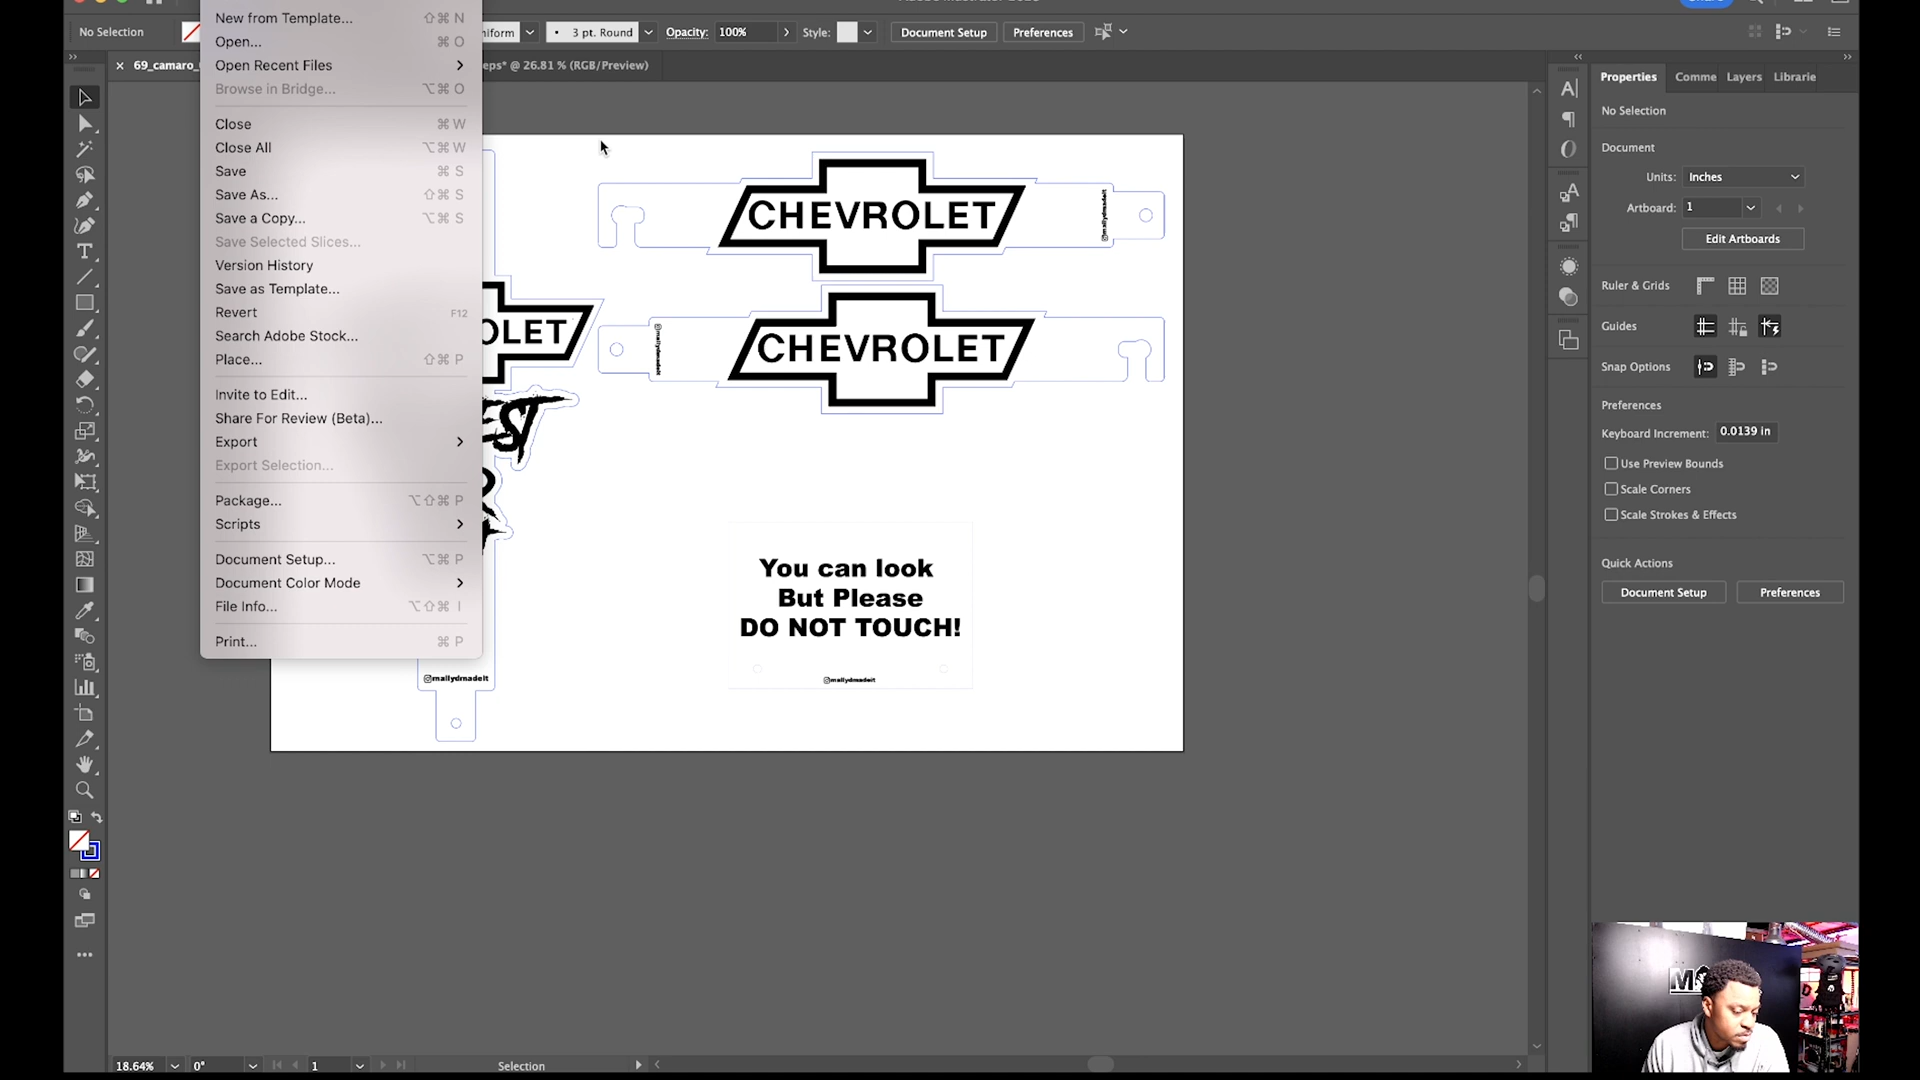 New from Template... ⇧⌘ N
No Selection
niform
3 pt. Round
Opacity: 100%
Style:
Document Setup
Preferences
Open... ⌘ O
69_camaro_
eps* @ 26.81 % (RGB/Preview)
Open Recent Files
Browse in Bridge... ⌥⌘ O
Close ⌘ W
Close All ⌥⌘ W
Save ⌘ S
Save As... ⇧⌘ S
Save a Copy... ⌥⌘ S
Save Selected Slices...
Version History
Save as Template...
Revert F12
Search Adobe Stock...
Place... ⇧⌘ P
Invite to Edit...
Share For Review (Beta)...
Export
Export Selection...
Package... ⌥⇧⌘ P
Scripts
Document Setup... ⌥⌘ P
Document Color Mode
File Info... ⌥⇧⌘ I
Print... ⌘ P
CHEVROLET
@mallydmadeit
OLET
CHEVROLET
@mallydmadeit
You can look
But Please
DO NOT TOUCH!
@mallydmadeit
@mallydmadeit
Properties Comme Layers Librarie
No Selection
Document
Units: Inches
Artboard: 1
Edit Artboards
Ruler & Grids
Guides
Snap Options
Preferences
Keyboard Increment: 0.0139 in
Use Preview Bounds
Scale Corners
Scale Strokes & Effects
Quick Actions
Document Setup
Preferences
18.64% 0° 1 Selection